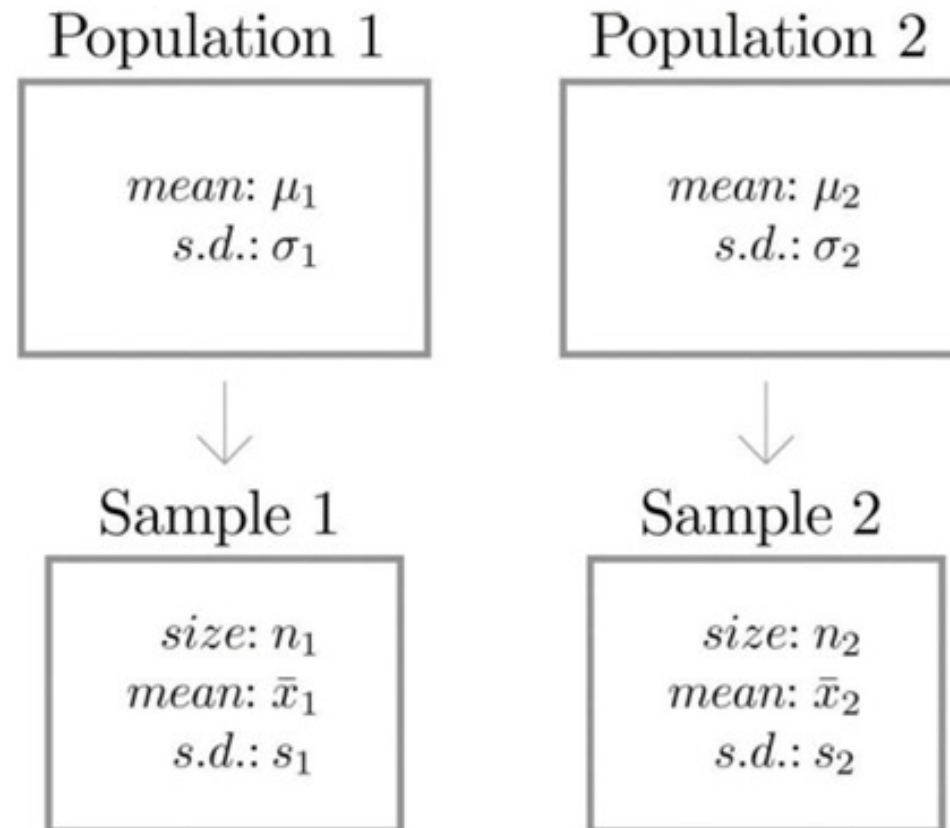 Population 1
mean: μ₁
s.d.: σ₁
Population 2
mean: μ₂
s.d.: σ₂
Sample 1
size: n₁
mean: x̄₁
s.d.: s₁
Sample 2
size: n₂
mean: x̄₂
s.d.: s₂